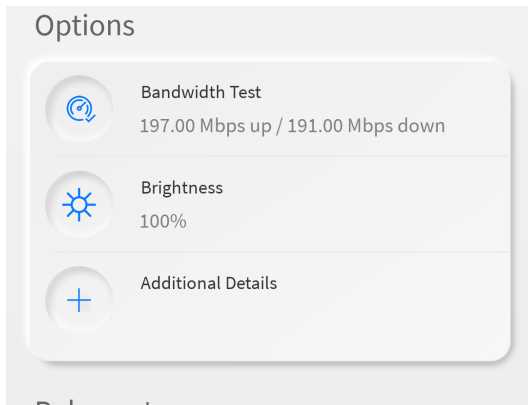 Options
Bandwidth Test
197.00 Mbps up / 191.00 Mbps down
Brightness
100%
Additional Details